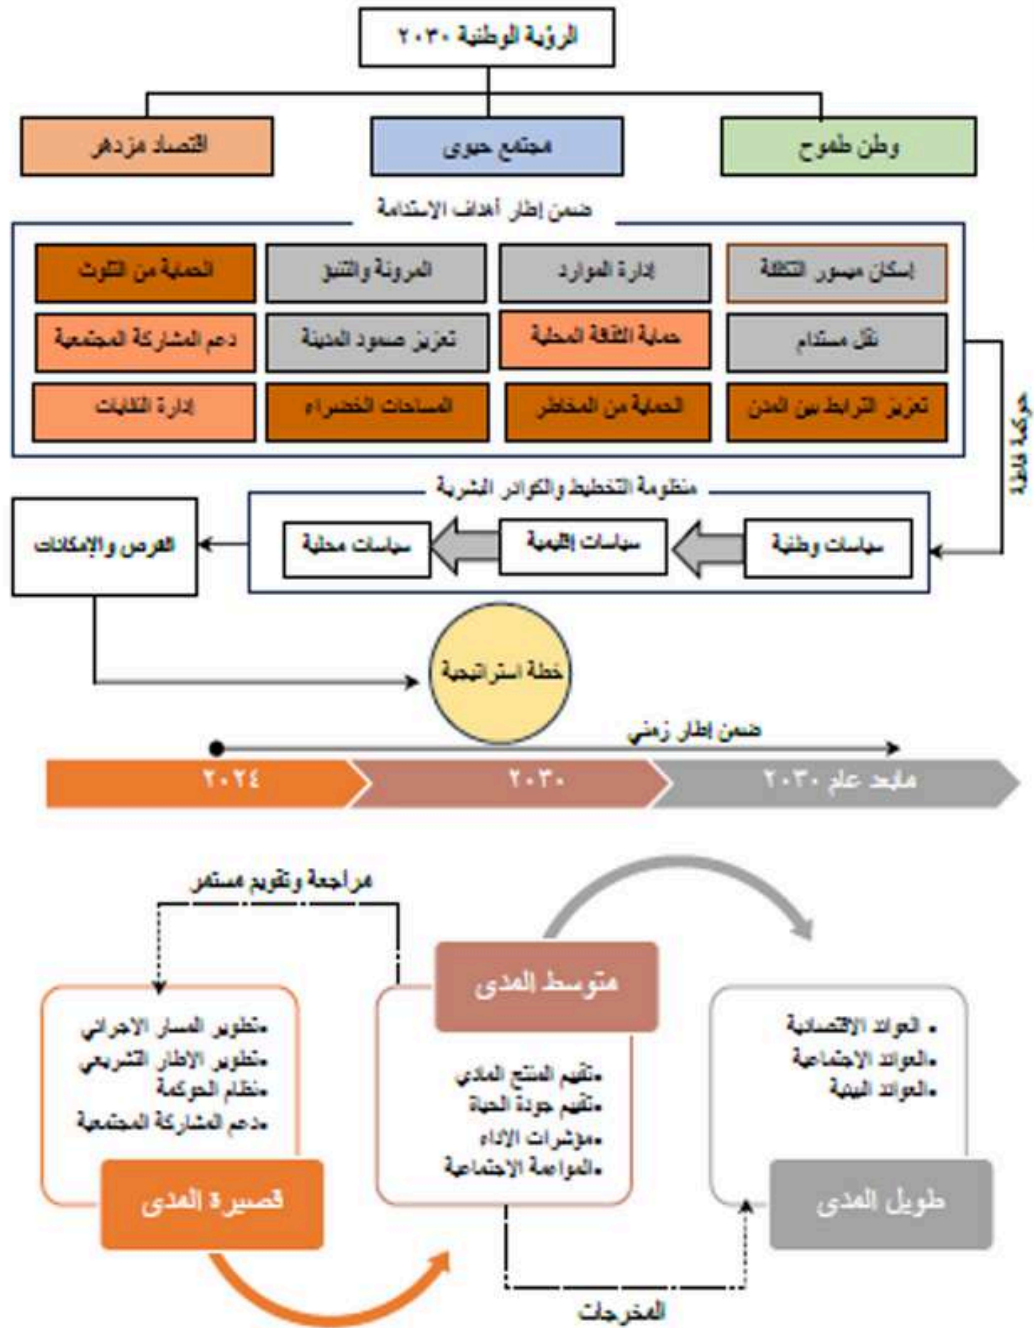 الرؤية الوطنية ٢٠٣٠
وطن طموح
مجتمع حيوى
اقتصاد مزدهر
ضمن إطار أهداف الاستدامة
إسكان ميسور التكلفة
إدارة الموارد
المرونة والتنبؤ
الحماية من التلوث
نقل مستدام
حماية الثقافة المحلية
تعزيز صمود المدينة
دعم المشاركة المجتمعية
تعزيز الترابط بين المدن
الحماية من المخاطر
المساحات الخضراء
إدارة النفايات
حوكمة فاعلة
منظومة التخطيط والكوادر البشرية
سياسات وطنية
سياسات إقليمية
سياسات محلية
الفرص والإمكانات
خطة استراتيجية
ضمن إطار زمني
٢٠٢٤
٢٠٣٠
مابعد عام ٢٠٣٠
مراجعة وتقويم مستمر
•تطوير المسار الاجرائي
•تطوير الاطار التشريعي
•نظام الحوكمة
•دعم المشاركة المجتمعية
قصيرة المدى
متوسط المدى
•تقييم المنتج المادي
•تقييم جودة الحياة
•مؤشرات الاداء
•المواءمة الاجتماعية
• العوائد الاقتصادية
•العوائد الاجتماعية
•العوائد البيئية
طويل المدى
المخرجات